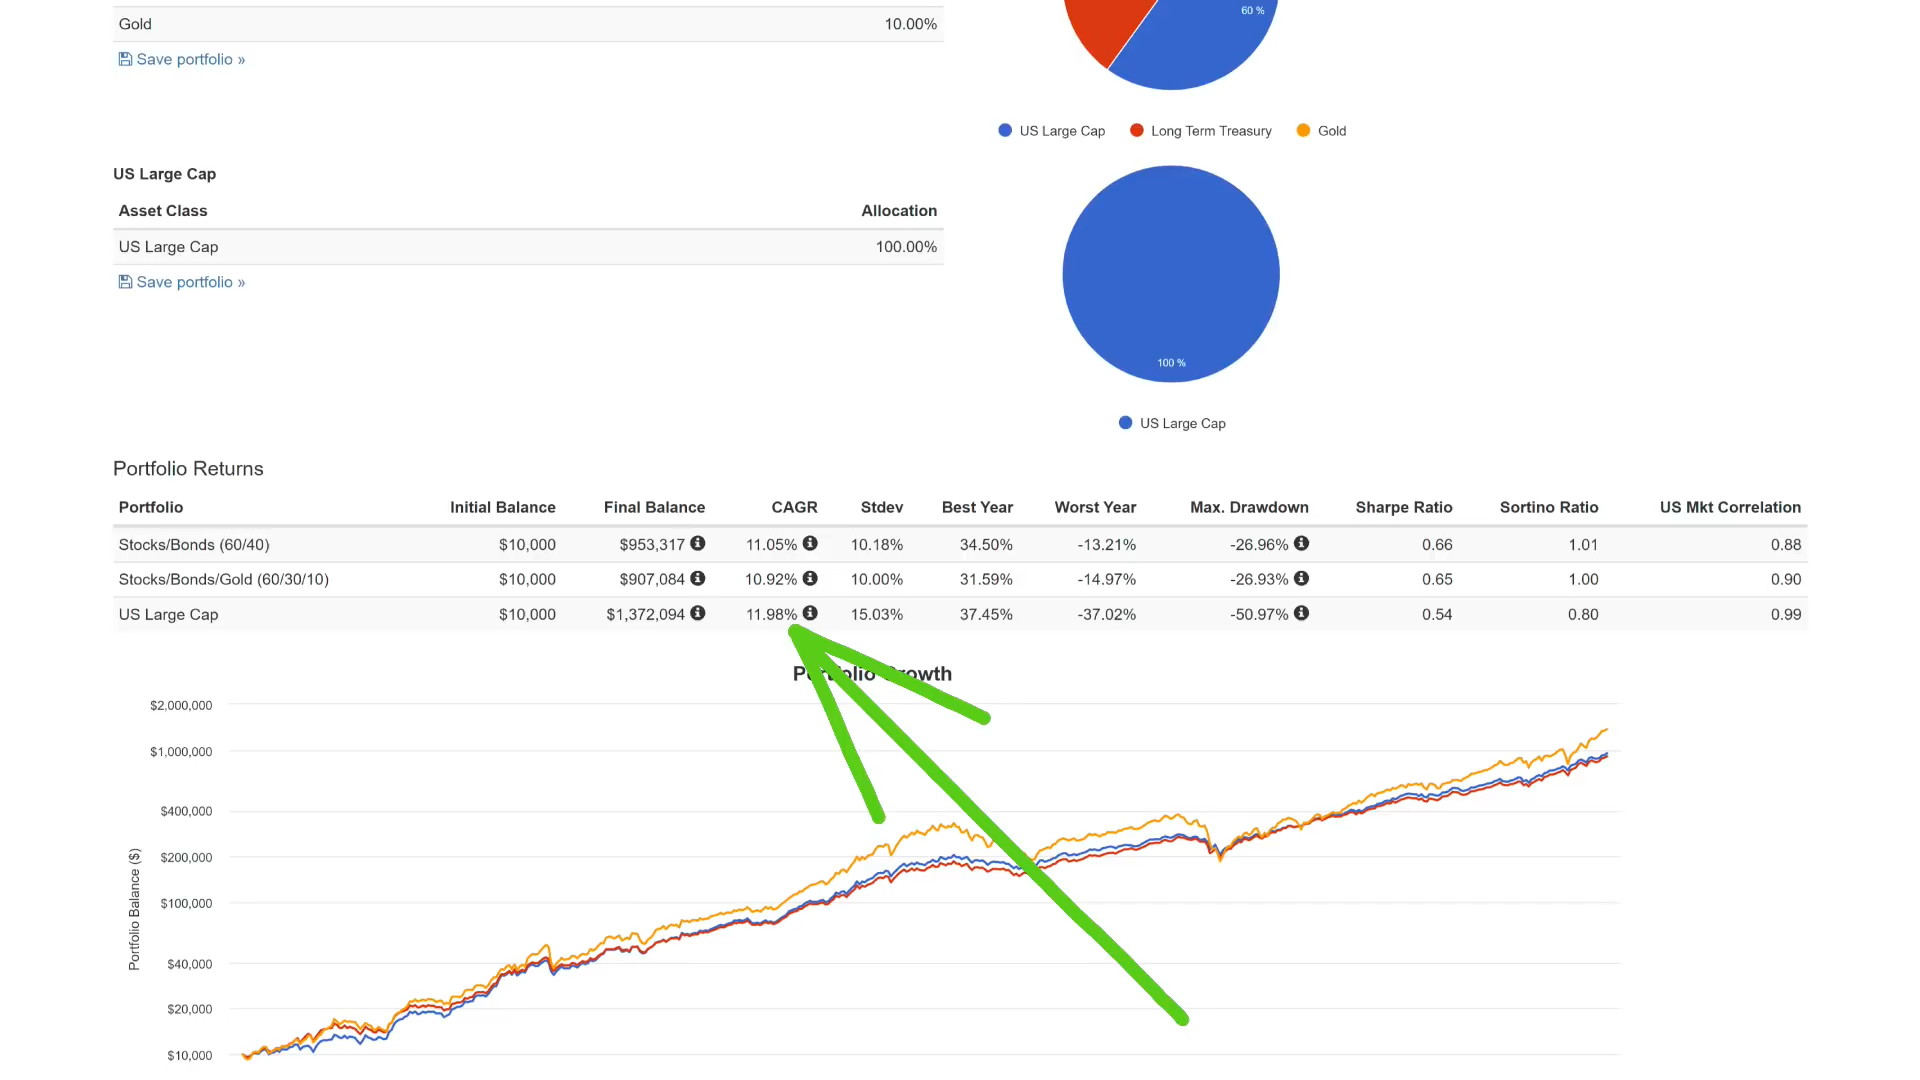 Gold 10.00%
Save portfolio »
60 %
US Large Cap Long Term Treasury Gold
US Large Cap
Asset Class Allocation
US Large Cap 100.00%
Save portfolio »
100 %
US Large Cap
Portfolio Returns
Portfolio Initial Balance Final Balance CAGR Stdev Best Year Worst Year Max. Drawdown Sharpe Ratio Sortino Ratio US Mkt Correlation
Stocks/Bonds (60/40) $10,000 $953,317 11.05% 10.18% 34.50% -13.21% -26.96% 0.66 1.01 0.88
Stocks/Bonds/Gold (60/30/10) $10,000 $907,084 10.92% 10.00% 31.59% -14.97% -26.93% 0.65 1.00 0.90
US Large Cap $10,000 $1,372,094 11.98% 15.03% 37.45% -37.02% -50.97% 0.54 0.80 0.99
Portfolio Growth
$2,000,000
$1,000,000
$400,000
$200,000
$100,000
$40,000
$20,000
$10,000
Portfolio Balance ($)